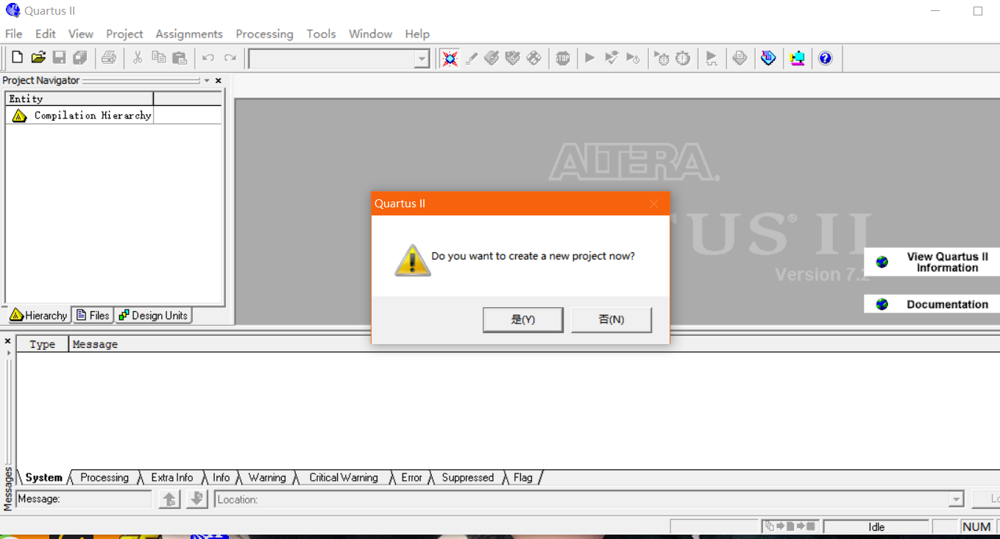 Quartus II
File Edit View Project Assignments Processing Tools Window Help
STOP
Project Navigator
Entity
Compilation Hierarchy
ALTERA
Quartus II
Do you want to create a new project now?
是(Y) 否(N)
TUS® II
Version 7.2
View Quartus II
Information
Documentation
Hierarchy Files Design Units
Type Message
System Processing Extra Info Info Warning Critical Warning Error Suppressed Flag
Messages
Message: Location: Lo
Idle NUM